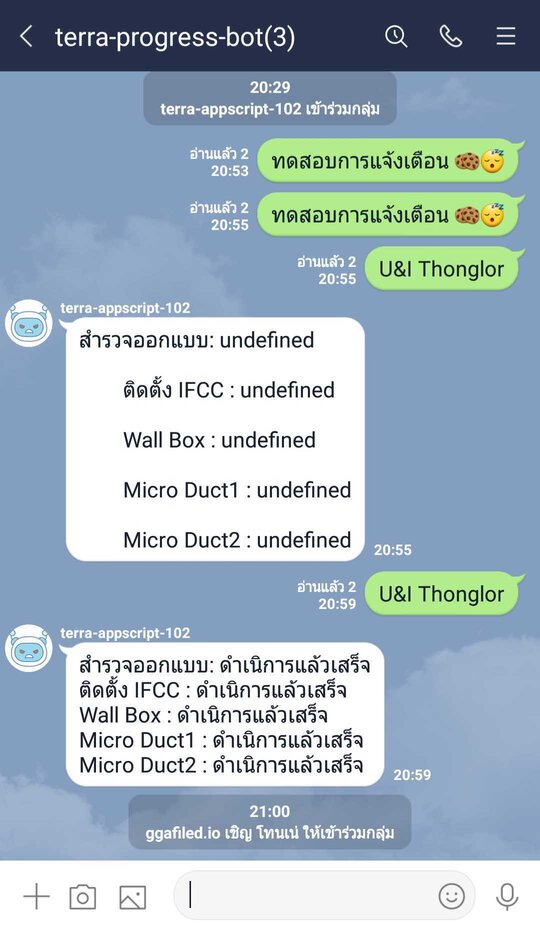 terra-progress-bot(3)
20:29
terra-appscript-102 เข้าร่วมกลุ่ม
อ่านแล้ว 2
20:53
ทดสอบการแจ้งเตือน 🍪😴
อ่านแล้ว 2
20:55
ทดสอบการแจ้งเตือน 🍪😴
อ่านแล้ว 2
20:55
U&I Thonglor
terra-appscript-102
สำรวจออกแบบ: undefined
ติดตั้ง IFCC : undefined
Wall Box : undefined
Micro Duct1 : undefined
Micro Duct2 : undefined
20:55
อ่านแล้ว 2
20:59
U&I Thonglor
terra-appscript-102
สำรวจออกแบบ: ดำเนิการแล้วเสร็จ
ติดตั้ง IFCC : ดำเนิการแล้วเสร็จ
Wall Box : ดำเนิการแล้วเสร็จ
Micro Duct1 : ดำเนิการแล้วเสร็จ
Micro Duct2 : ดำเนิการแล้วเสร็จ
20:59
21:00
ggafiled.io เชิญ โทนเน่ ให้เข้าร่วมกลุ่ม